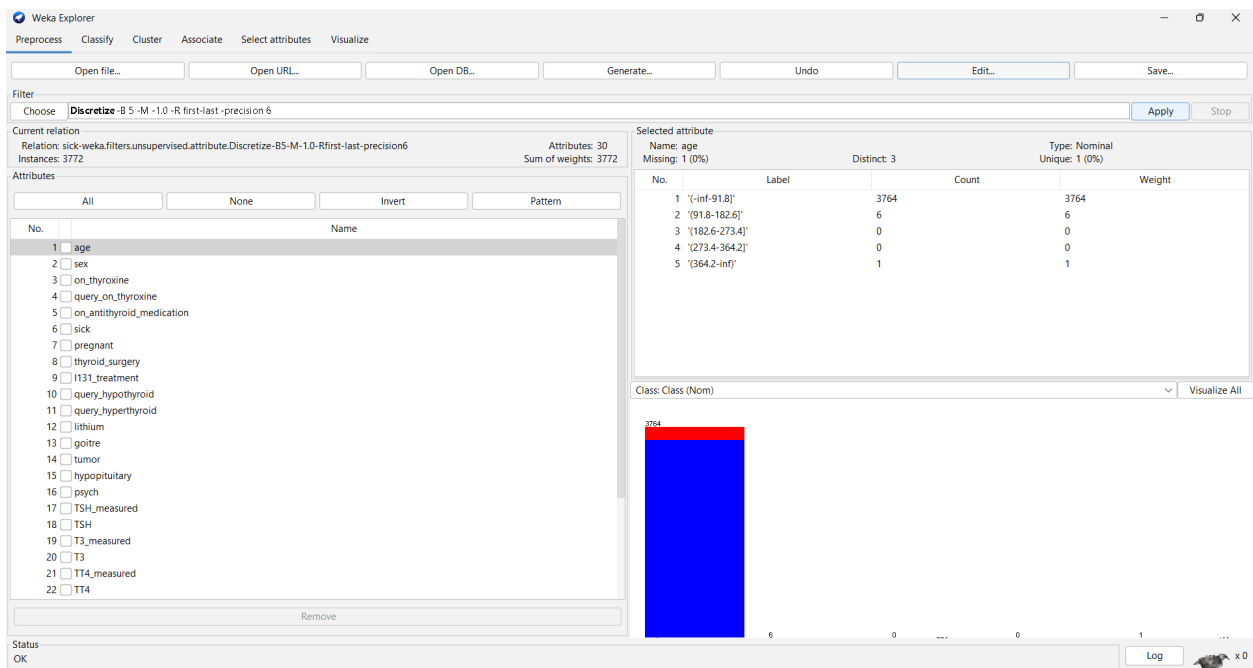 Weka Explorer
Preprocess Classify Cluster Associate Select attributes Visualize
Open file... Open URL... Open DB... Generate... Undo Edit... Save...
Filter
Choose Discretize -B 5 -M -1.0 -R first-last -precision 6 Apply Stop
Current relation
Relation: sick-weka.filters.unsupervised.attribute.Discretize-B5-M-1.0-Rfirst-last-precision6 Attributes: 30
Instances: 3772 Sum of weights: 3772
Attributes
All None Invert Pattern
No. Name
1 age
2 sex
3 on_thyroxine
4 query_on_thyroxine
5 on_antithyroid_medication
6 sick
7 pregnant
8 thyroid_surgery
9 I131_treatment
10 query_hypothyroid
11 query_hyperthyroid
12 lithium
13 goitre
14 tumor
15 hypopituitary
16 psych
17 TSH_measured
18 TSH
19 T3_measured
20 T3
21 TT4_measured
22 TT4
Remove
Selected attribute
Name: age Type: Nominal
Missing: 1 (0%) Distinct: 3 Unique: 1 (0%)
No. Label Count Weight
1 '(-inf-91.8]' 3764 3764
2 '(91.8-182.6]' 6 6
3 '(182.6-273.4]' 0 0
4 '(273.4-364.2]' 0 0
5 '(364.2-inf)' 1 1
Class: Class (Nom) Visualize All
3764
6 0 0 1
Status
OK
Log x 0